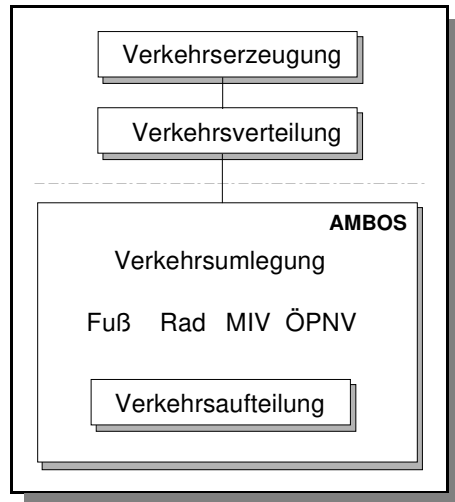 Verkehrserzeugung
Verkehrsverteilung
AMBOS
Verkehrsumlegung
Fuß Rad MIV ÖPNV
Verkehrsaufteilung